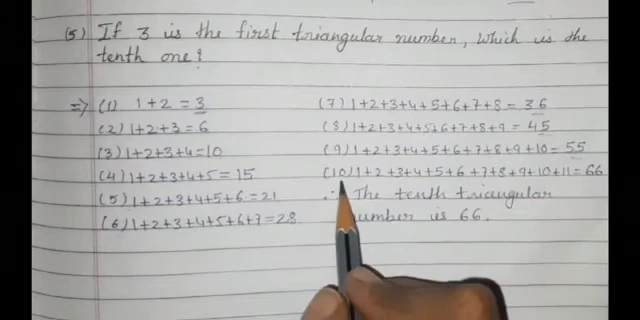 (5) If 3 is the first triangular number, which is the
tenth one?
⇒ (1) 1+2 = 3
(2) 1+2+3=6
(3) 1+2+3+4=10
(4) 1+2+3+4+5=15
(5) 1+2+3+4+5+6=21
(6) 1+2+3+4+5+6+7=28
(7) 1+2+3+4+5+6+7+8=36
(8) 1+2+3+4+5+6+7+8+9=45
(9) 1+2+3+4+5+6+7+8+9+10=55
(10) 1+2+3+4+5+6+7+8+9+10+11=66
∴ The tenth triangular
number is 66.